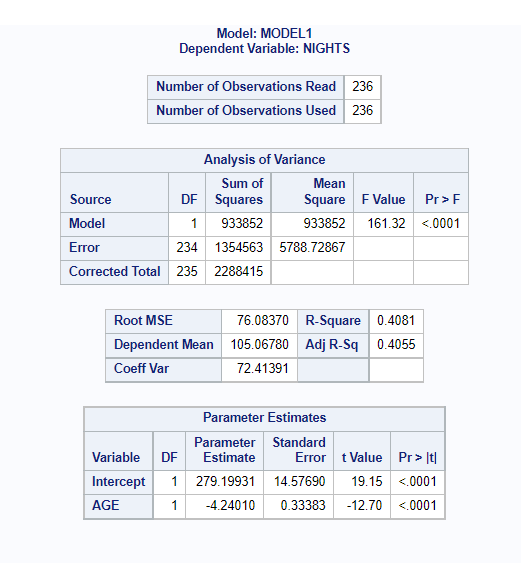 Model: MODEL1
Dependent Variable: NIGHTS
Number of Observations Read 236
Number of Observations Used 236
Analysis of Variance
Source DF Sum of Squares Mean Square F Value Pr > F
Model 1 933852 933852 161.32 <.0001
Error 234 1354563 5788.72867
Corrected Total 235 2288415
Root MSE 76.08370 R-Square 0.4081
Dependent Mean 105.06780 Adj R-Sq 0.4055
Coeff Var 72.41391
Parameter Estimates
Variable DF Parameter Estimate Standard Error t Value Pr > |t|
Intercept 1 279.19931 14.57690 19.15 <.0001
AGE 1 -4.24010 0.33383 -12.70 <.0001